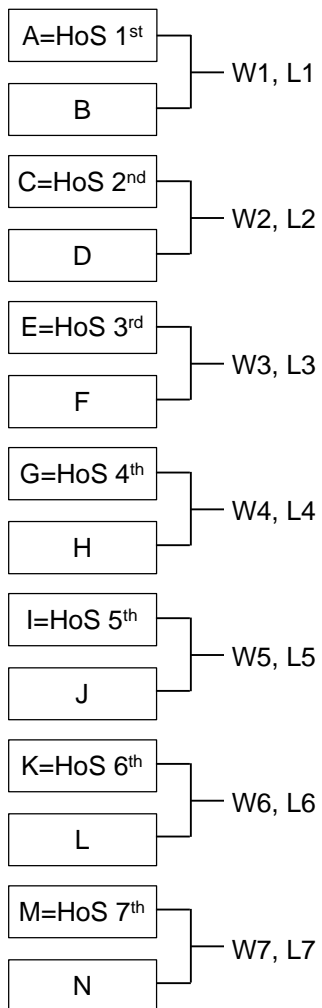 A=HoS 1st
W1, L1
B
C=HoS 2nd
W2, L2
D
E=HoS 3rd
W3, L3
F
G=HoS 4th
W4, L4
H
I=HoS 5th
W5, L5
J
K=HoS 6th
W6, L6
L
M=HoS 7th
W7, L7
N